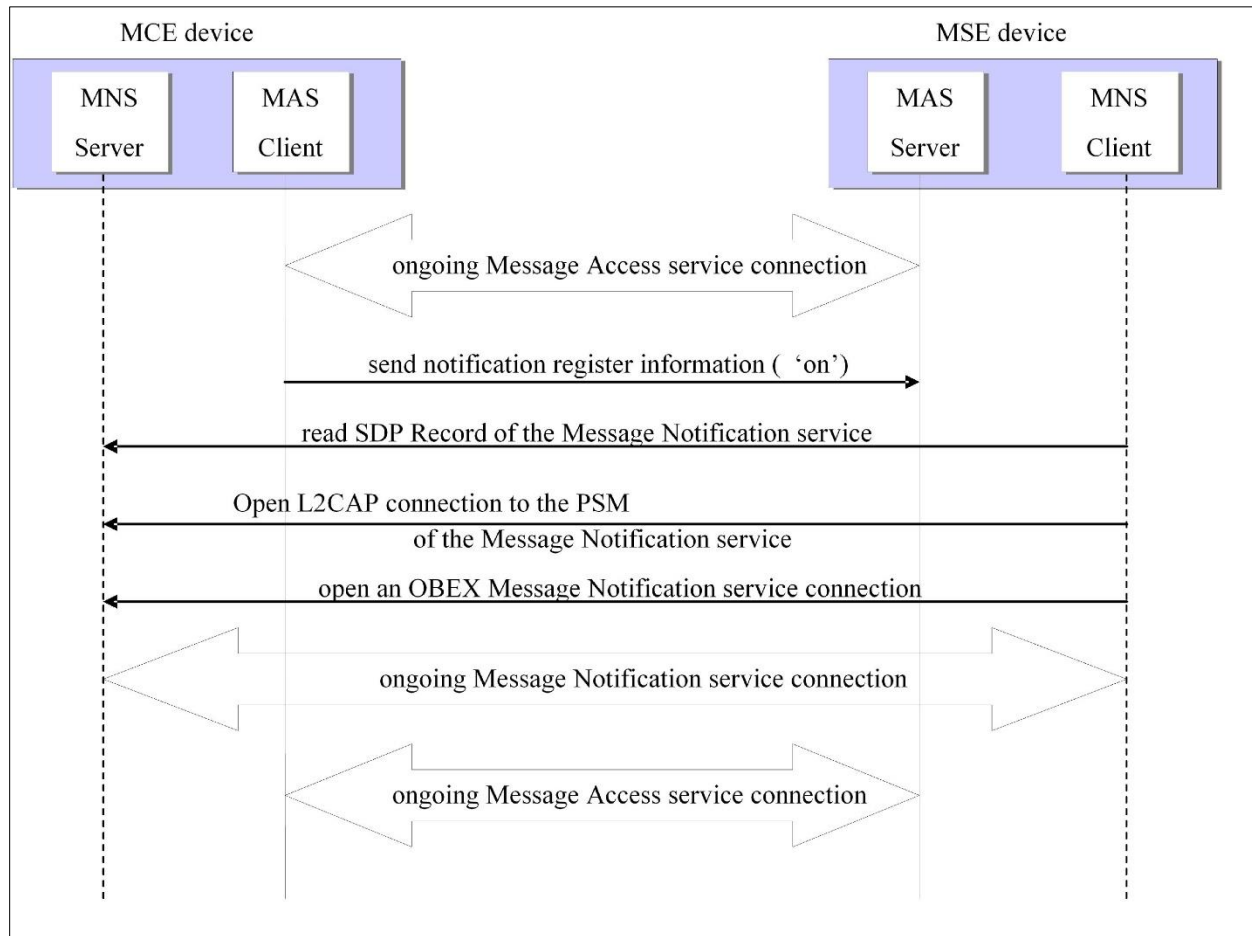 MCE device
MSE device
MNS
Server
MAS
Client
MAS
Server
MNS
Client
ongoing Message Access service connection
send notification register information ( ‘on’)
read SDP Record of the Message Notification service
Open L2CAP connection to the PSM
of the Message Notification service
open an OBEX Message Notification service connection
ongoing Message Notification service connection
ongoing Message Access service connection